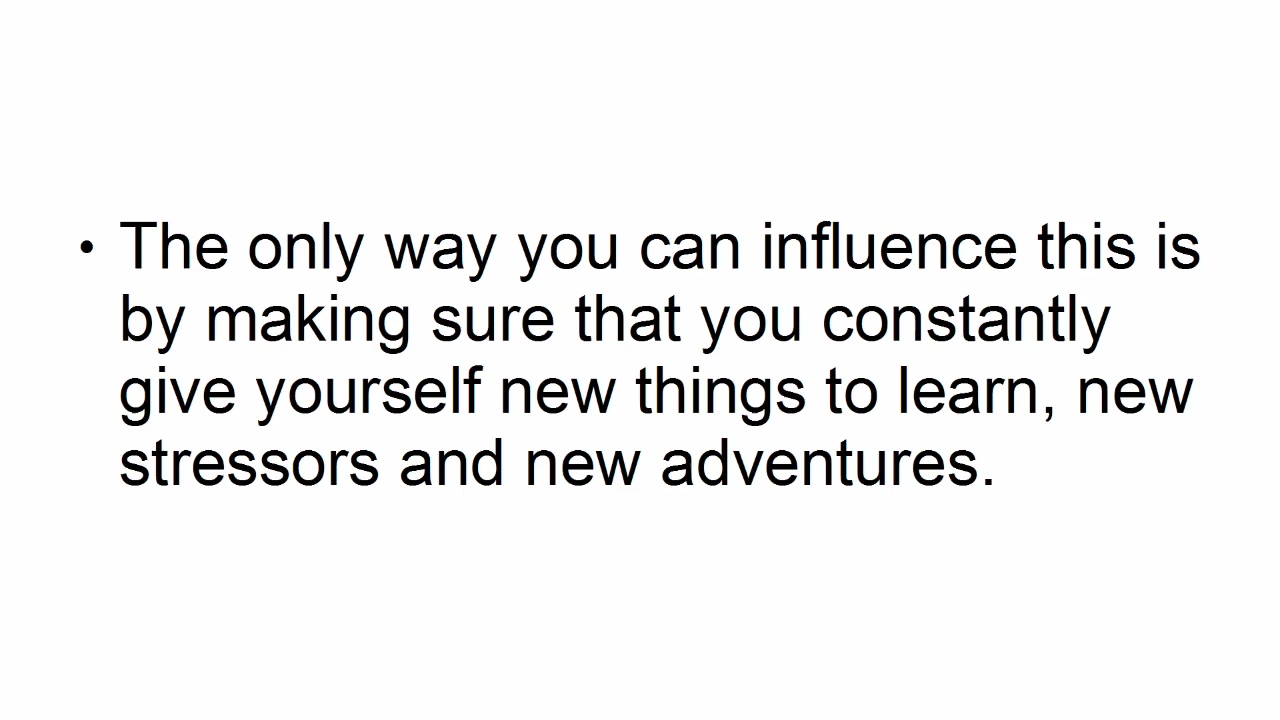 • The only way you can influence this is
by making sure that you constantly
give yourself new things to learn, new
stressors and new adventures.